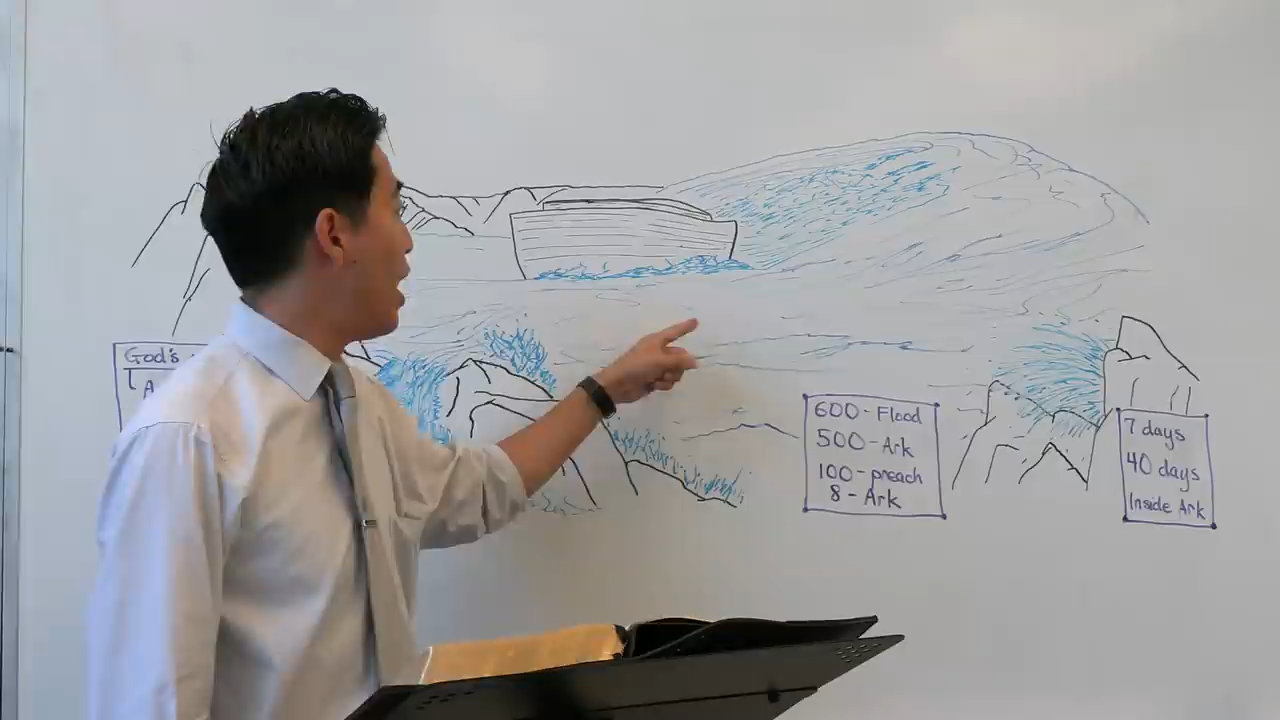 God's
A
600 - Flood
500 - Ark
100 - preach
8 - Ark
7 days
40 days
Inside Ark